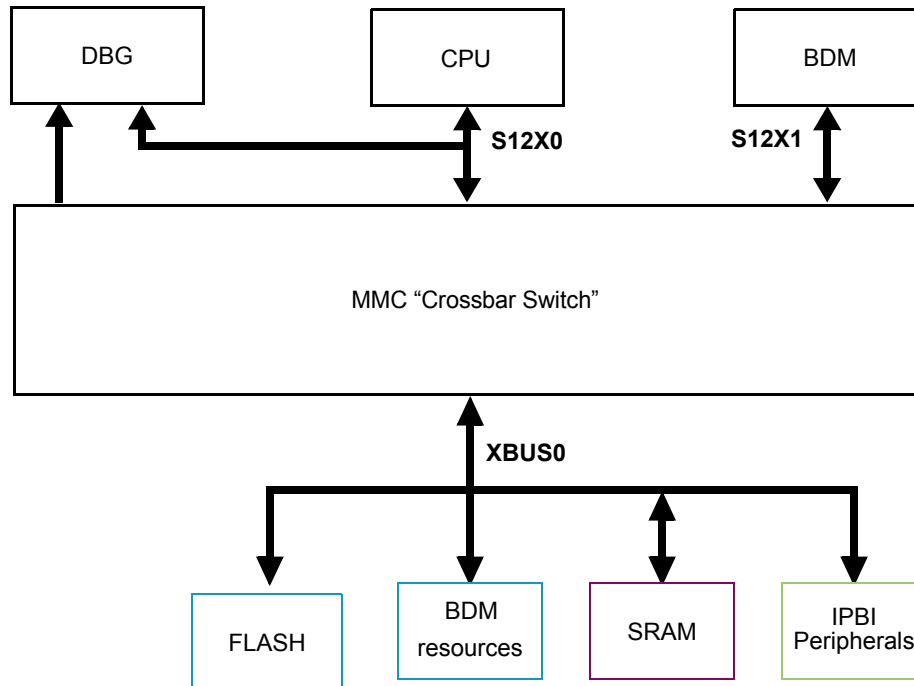 DBG
CPU
BDM
S12X0
S12X1
MMC “Crossbar Switch”
XBUS0
FLASH
BDM
resources
SRAM
IPBI
Peripherals